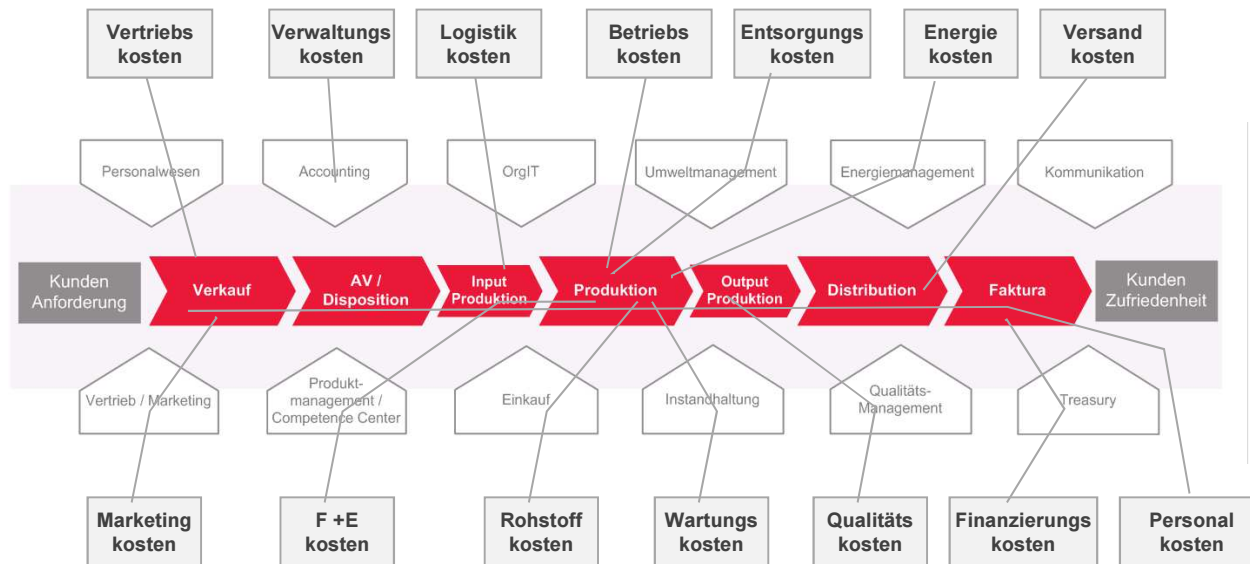 Vertriebs
kosten
Verwaltungs
kosten
Logistik
kosten
Betriebs
kosten
Entsorgungs
kosten
Energie
kosten
Versand
kosten
Personalwesen
Accounting
OrgIT
Umweltmanagement
Energiemanagement
Kommunikation
Kunden
Anforderung
Verkauf
AV /
Disposition
Input
Produktion
Produktion
Output
Produktion
Distribution
Faktura
Kunden
Zufriedenheit
Vertrieb / Marketing
Produkt-
management /
Competence Center
Einkauf
Instandhaltung
Qualitäts-
Management
Treasury
Marketing
kosten
F +E
kosten
Rohstoff
kosten
Wartungs
kosten
Qualitäts
kosten
Finanzierungs
kosten
Personal
kosten